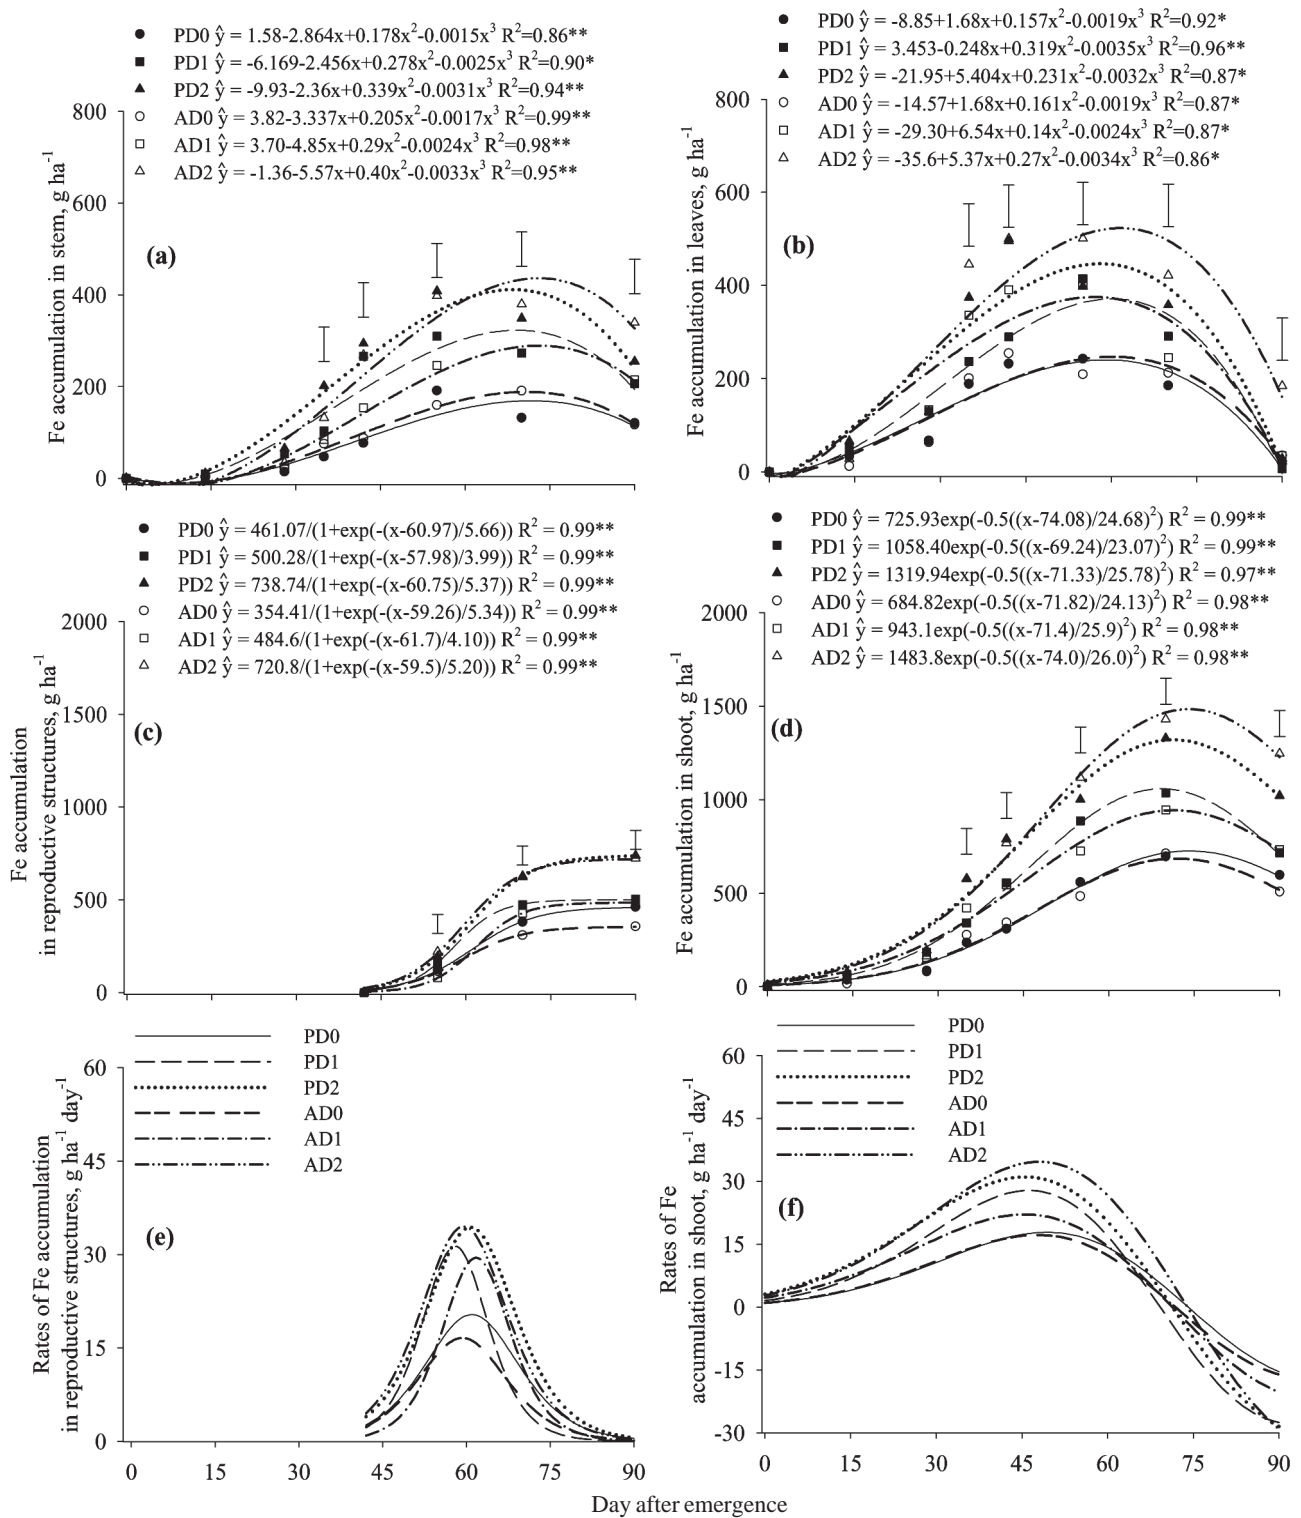 PD0 ŷ = 1.58-2.864x+0.178x²-0.0015x³ R²=0.86**
PD1 ŷ = -6.169-2.456x+0.278x²-0.0025x³ R²=0.90*
PD2 ŷ = -9.93-2.36x+0.339x²-0.0031x³ R²=0.94**
AD0 ŷ = 3.82-3.337x+0.205x²-0.0017x³ R²=0.99**
AD1 ŷ = 3.70-4.85x+0.29x²-0.0024x³ R²=0.98**
AD2 ŷ = -1.36-5.57x+0.40x²-0.0033x³ R²=0.95**
Fe accumulation in stem, g ha⁻¹
800
600
400
200
0
(a)
PD0 ŷ = -8.85+1.68x+0.157x²-0.0019x³ R²=0.92*
PD1 ŷ = 3.453-0.248x+0.319x²-0.0035x³ R²=0.96**
PD2 ŷ = -21.95+5.404x+0.231x²-0.0032x³ R²=0.87*
AD0 ŷ = -14.57+1.68x+0.161x²-0.0019x³ R²=0.87*
AD1 ŷ = -29.30+6.54x+0.14x²-0.0024x³ R²=0.87*
AD2 ŷ = -35.6+5.37x+0.27x²-0.0034x³ R²=0.86*
Fe accumulation in leaves, g ha⁻¹
800
600
400
200
0
(b)
PD0 ŷ = 461.07/(1+exp(-(x-60.97)/5.66)) R² = 0.99**
PD1 ŷ = 500.28/(1+exp(-(x-57.98)/3.99)) R² = 0.99**
PD2 ŷ = 738.74/(1+exp(-(x-60.75)/5.37)) R² = 0.99**
AD0 ŷ = 354.41/(1+exp(-(x-59.26)/5.34)) R² = 0.99**
AD1 ŷ = 484.6/(1+exp(-(x-61.7)/4.10)) R² = 0.99**
AD2 ŷ = 720.8/(1+exp(-(x-59.5)/5.20)) R² = 0.99**
Fe accumulation
in reproductive structures, g ha⁻¹
2000
1500
1000
500
0
(c)
PD0 ŷ = 725.93exp(-0.5((x-74.08)/24.68)²) R² = 0.99**
PD1 ŷ = 1058.40exp(-0.5((x-69.24)/23.07)²) R² = 0.99**
PD2 ŷ = 1319.94exp(-0.5((x-71.33)/25.78)²) R² = 0.97**
AD0 ŷ = 684.82exp(-0.5((x-71.82)/24.13)²) R² = 0.98**
AD1 ŷ = 943.1exp(-0.5((x-71.4)/25.9)²) R² = 0.98**
AD2 ŷ = 1483.8exp(-0.5((x-74.0)/26.0)²) R² = 0.98**
Fe accumulation in shoot, g ha⁻¹
2000
1500
1000
500
0
(d)
PD0
PD1
PD2
AD0
AD1
AD2
Rates of Fe accumulation
in reproductive structures, g ha⁻¹ day⁻¹
60
45
30
15
0
(e)
0 15 30 45 60 75 90
PD0
PD1
PD2
AD0
AD1
AD2
Rates of Fe
accumulation in shoot, g ha⁻¹ day⁻¹
60
45
30
15
0
-15
-30
(f)
0 15 30 45 60 75 90
Day after emergence